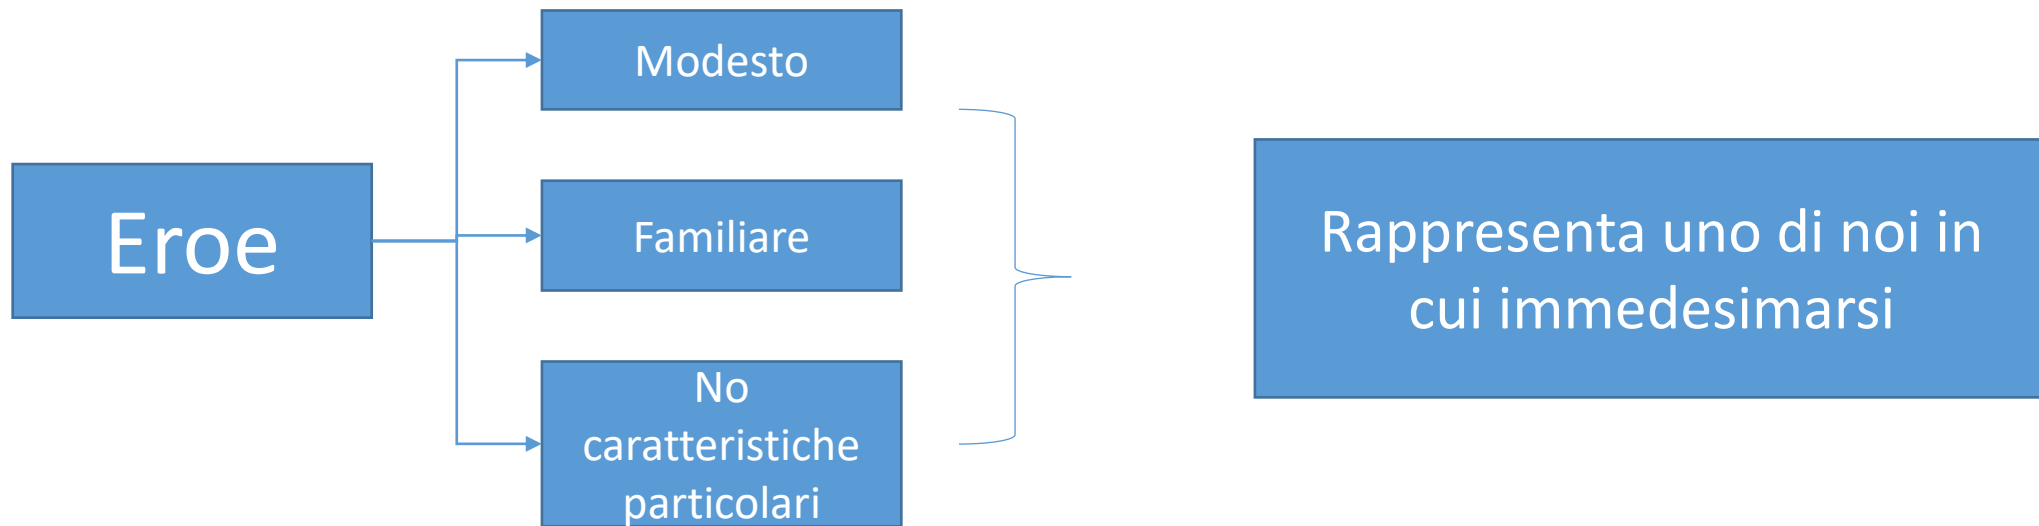 Eroe
Modesto
Familiare
No
caratteristiche
particolari
Rappresenta uno di noi in
cui immedesimarsi